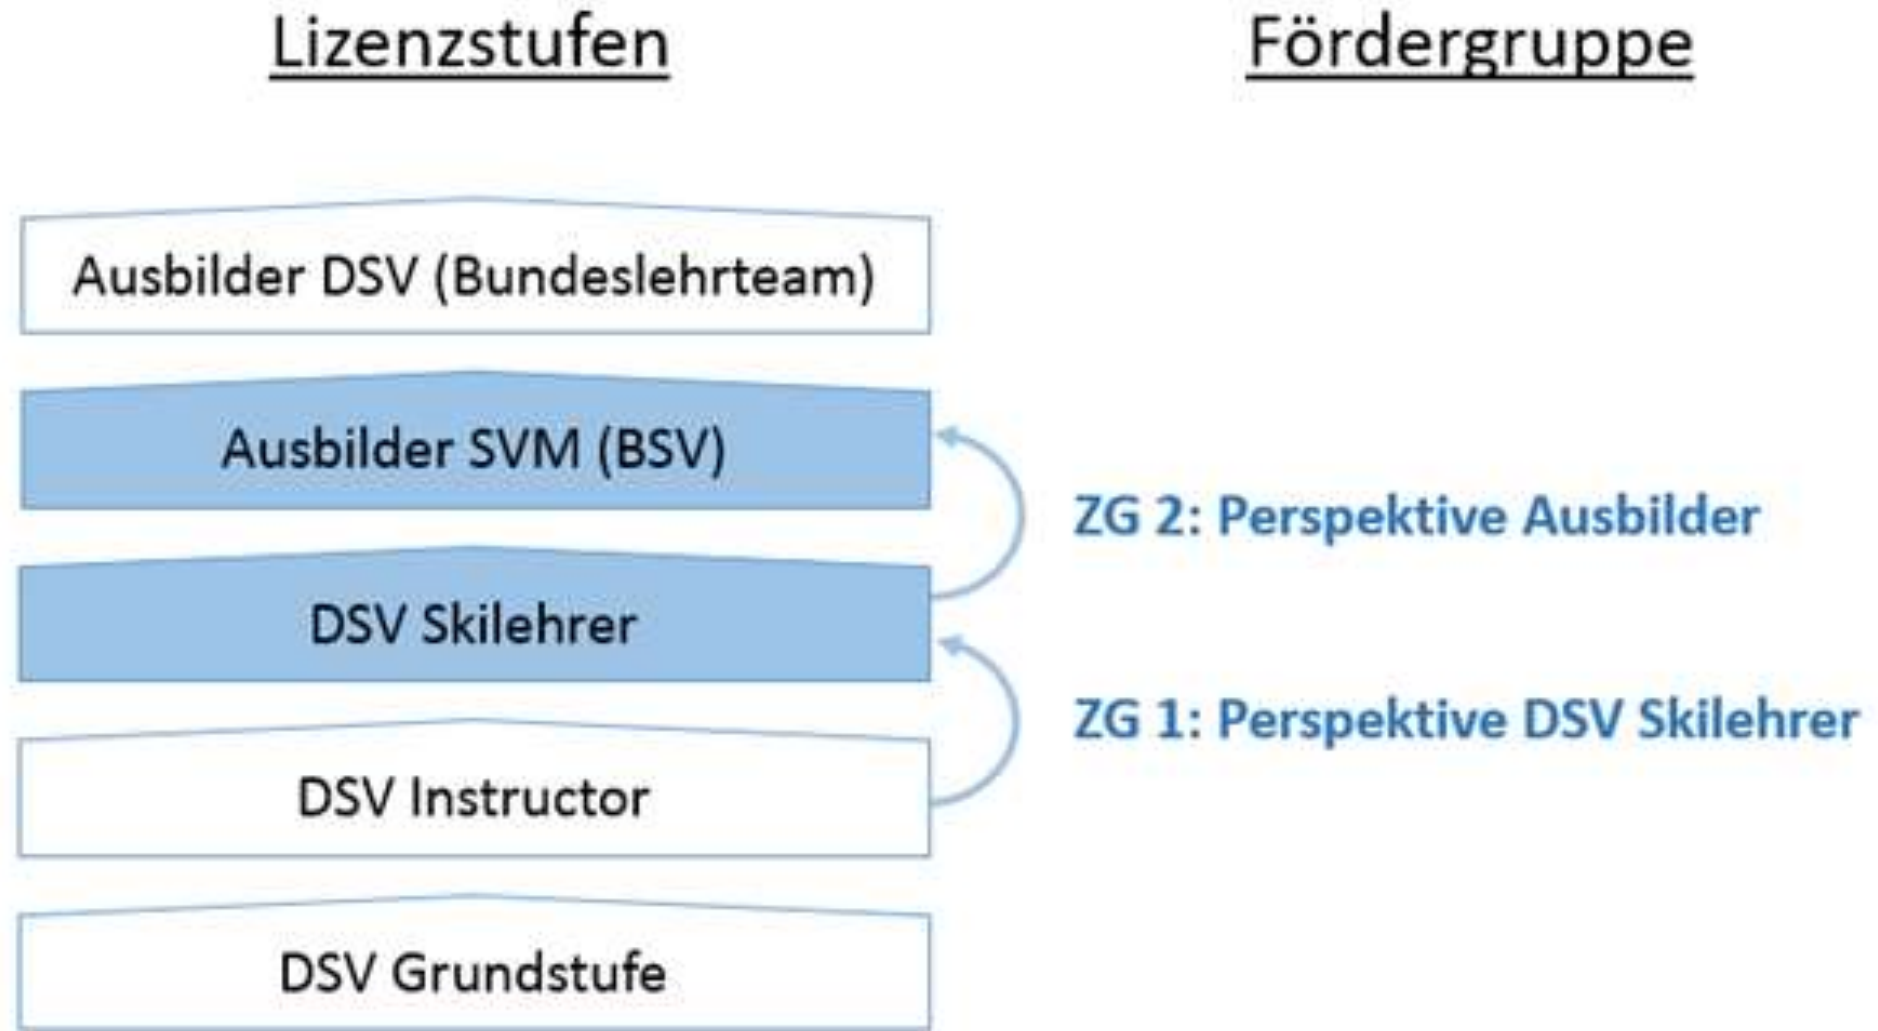 Lizenzstufen
Fördergruppe
Ausbilder DSV (Bundeslehrteam)
Ausbilder SVM (BSV)
ZG 2: Perspektive Ausbilder
DSV Skilehrer
ZG 1: Perspektive DSV Skilehrer
DSV Instructor
DSV Grundstufe